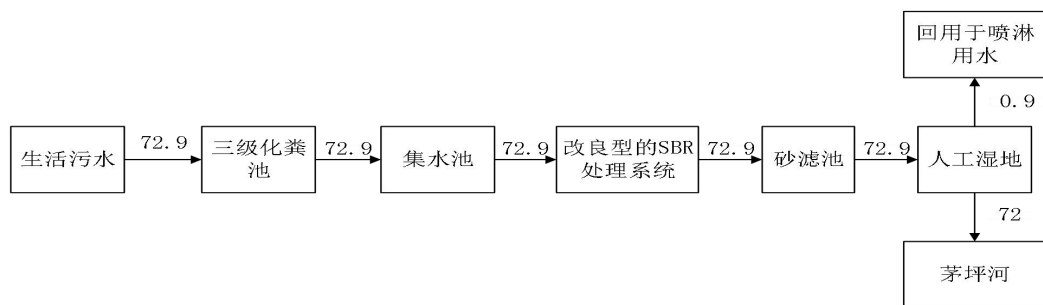 回用于喷淋
用水
0.9
生活污水
72.9
三级化粪
池
72.9
集水池
72.9
改良型的SBR
处理系统
72.9
砂滤池
72.9
人工湿地
72
茅坪河